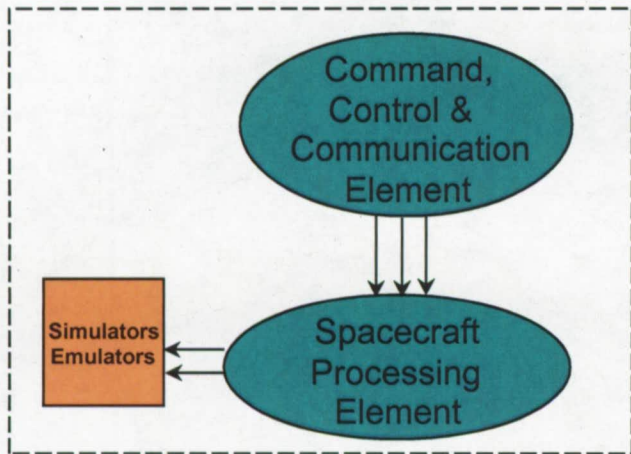 Command,
Control &
Communication
Element
Simulators
Emulators
Spacecraft
Processing
Element